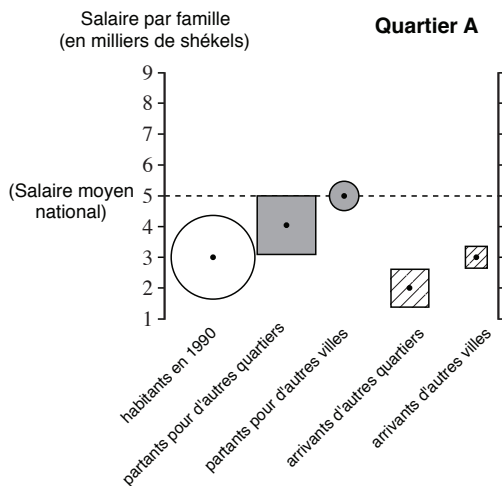 Salaire par famille
(en milliers de shékels)
Quartier A
9
8
7
6
(Salaire moyen
national)
5
4
3
2
1
habitants en 1990
partants pour d'autres quartiers
partants pour d'autres villes
arrivants d'autres quartiers
arrivants d'autres villes